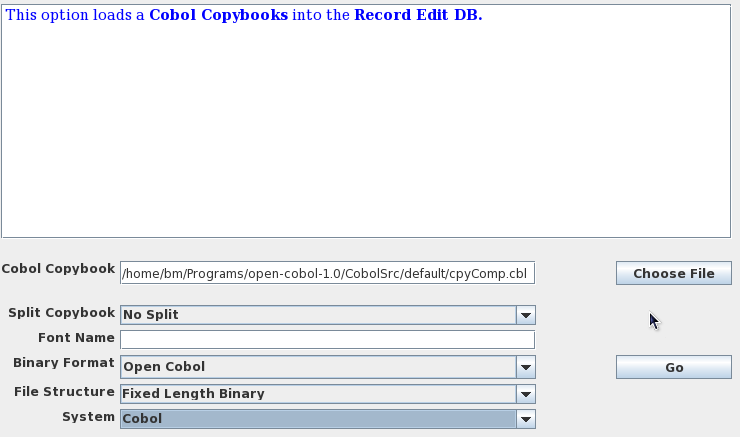 This option loads a Cobol Copybooks into the Record Edit DB.
Cobol Copybook /home/bm/Programs/open-cobol-1.0/CobolSrc/default/cpyComp.cbl Choose File
Split Copybook No Split
Font Name
Binary Format Open Cobol Go
File Structure Fixed Length Binary
System Cobol